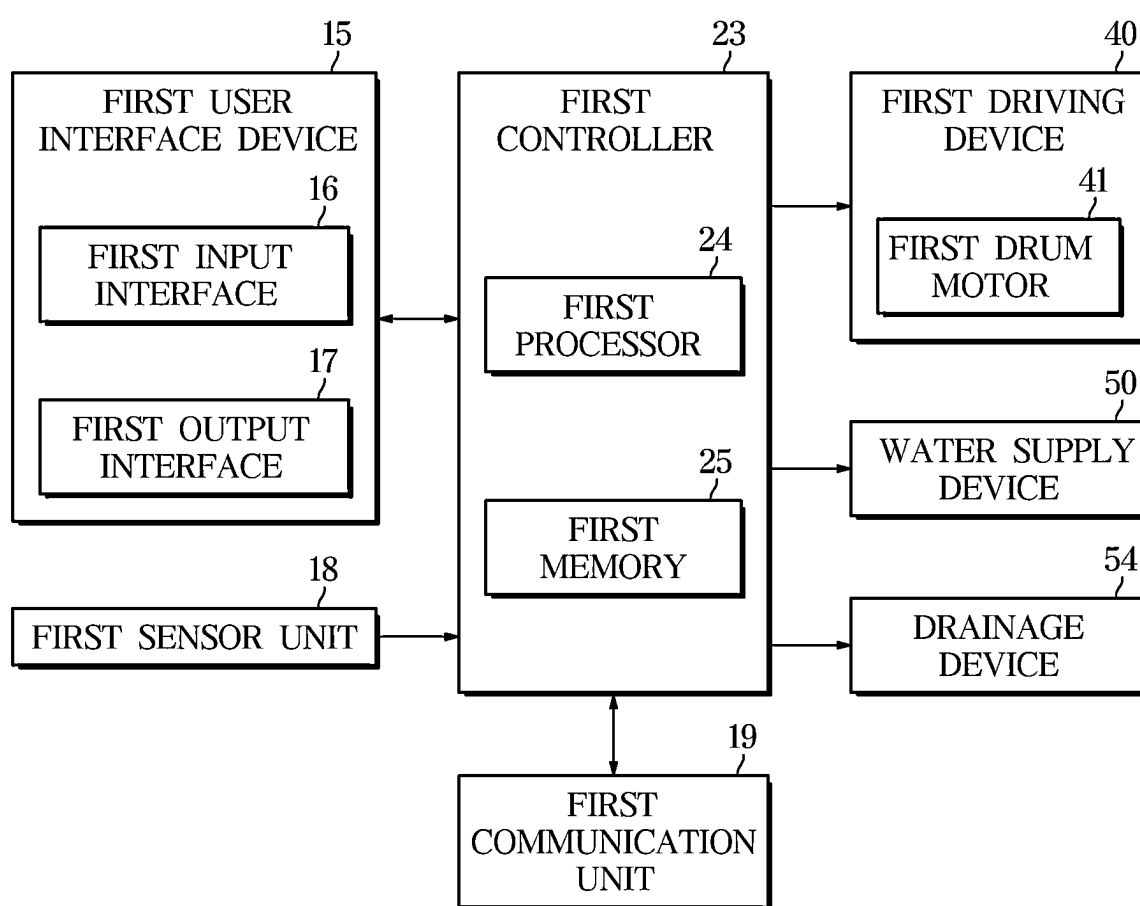 15
FIRST USER
INTERFACE DEVICE
16
FIRST INPUT
INTERFACE
17
FIRST OUTPUT
INTERFACE
18
FIRST SENSOR UNIT
23
FIRST
CONTROLLER
24
FIRST
PROCESSOR
25
FIRST
MEMORY
19
FIRST
COMMUNICATION
UNIT
40
FIRST DRIVING
DEVICE
41
FIRST DRUM
MOTOR
50
WATER SUPPLY
DEVICE
54
DRAINAGE
DEVICE